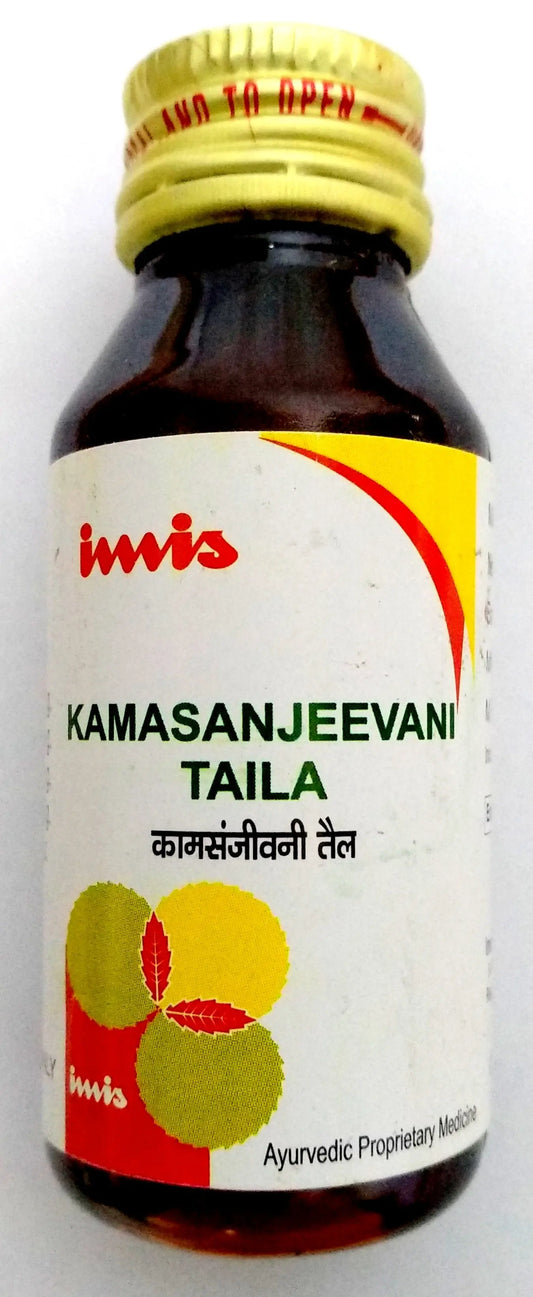 AND TO OPEN
imis
KAMASANJEEVANI
TAILA
कामसंजीवनी तैल
imis
Ayurvedic Proprietary Medicine